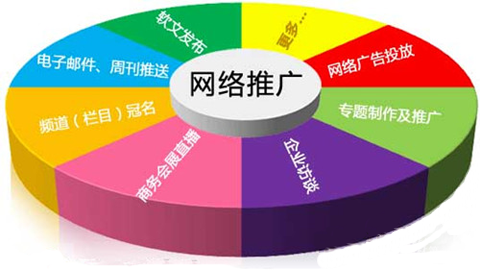 网络推广
更多...
网络广告投放
专题制作及推广
企业访谈
商务会展直播
频道（栏目）冠名
电子邮件、周刊推送
软文发布